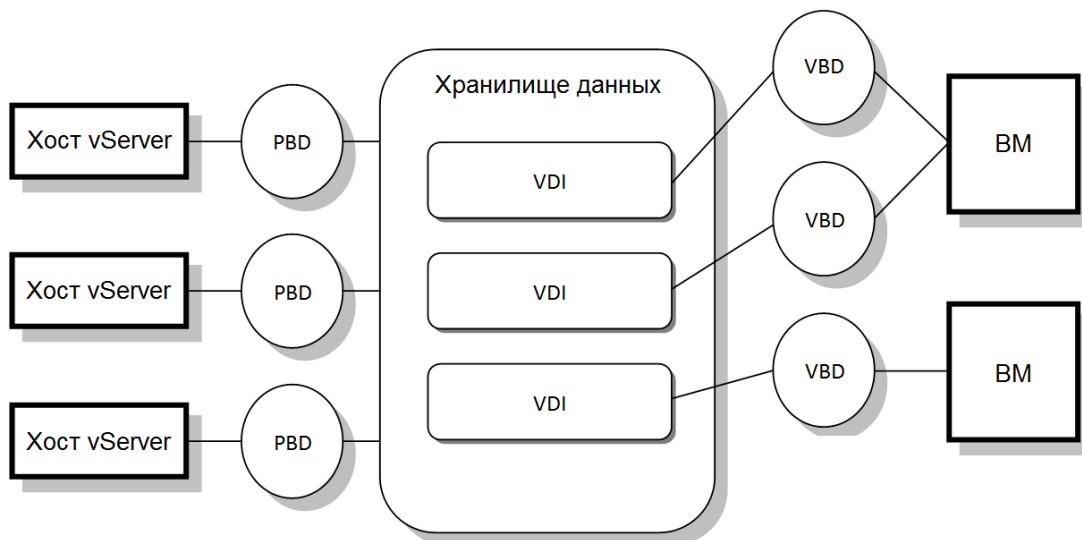 Хранилище данных
Хост vServer
PBD
VDI
VBD
ВМ
Хост vServer
PBD
VDI
VBD
Хост vServer
PBD
VDI
VBD
ВМ